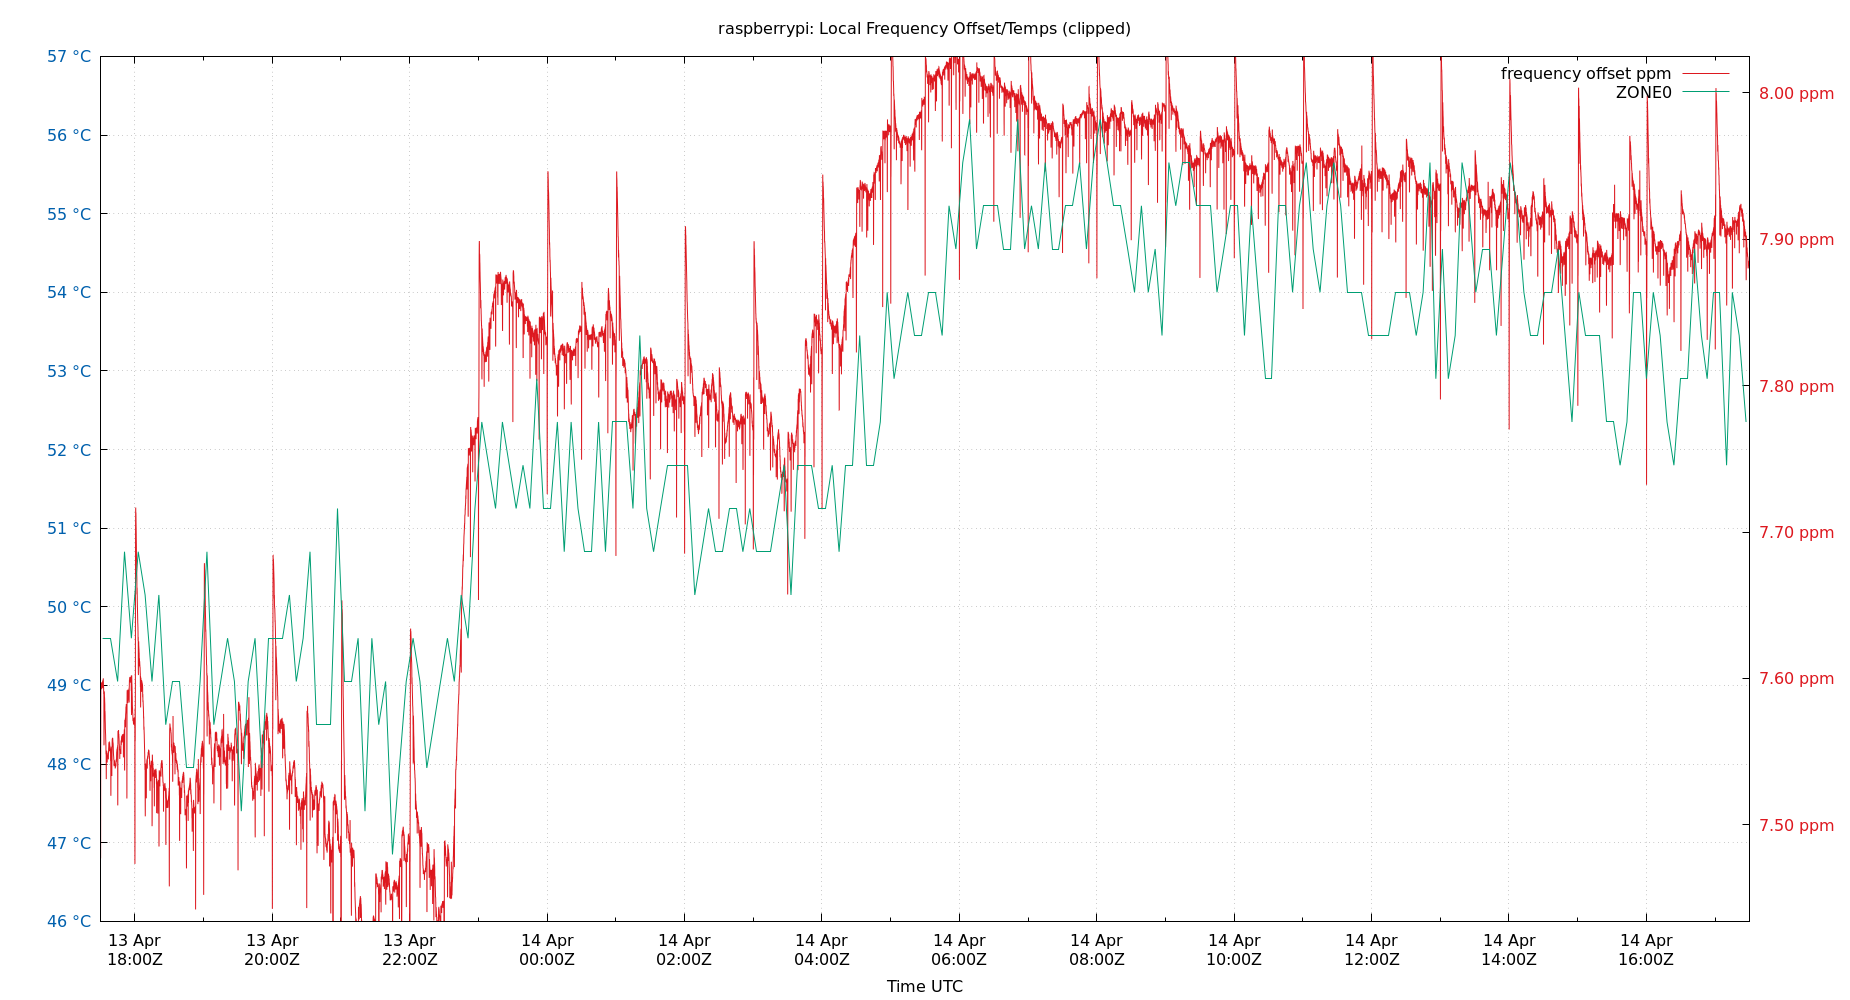 raspberrypi: Local Frequency Offset/Temps (clipped)
57 °C
56 °C
55 °C
54 °C
53 °C
52 °C
51 °C
50 °C
49 °C
48 °C
47 °C
46 °C
frequency offset ppm
ZONE0
8.00 ppm
7.90 ppm
7.80 ppm
7.70 ppm
7.60 ppm
7.50 ppm
13 Apr 13 Apr 13 Apr 14 Apr 14 Apr 14 Apr 14 Apr 14 Apr 14 Apr 14 Apr 14 Apr 14 Apr
18:00Z 20:00Z 22:00Z 00:00Z 02:00Z 04:00Z 06:00Z 08:00Z 10:00Z 12:00Z 14:00Z 16:00Z
Time UTC